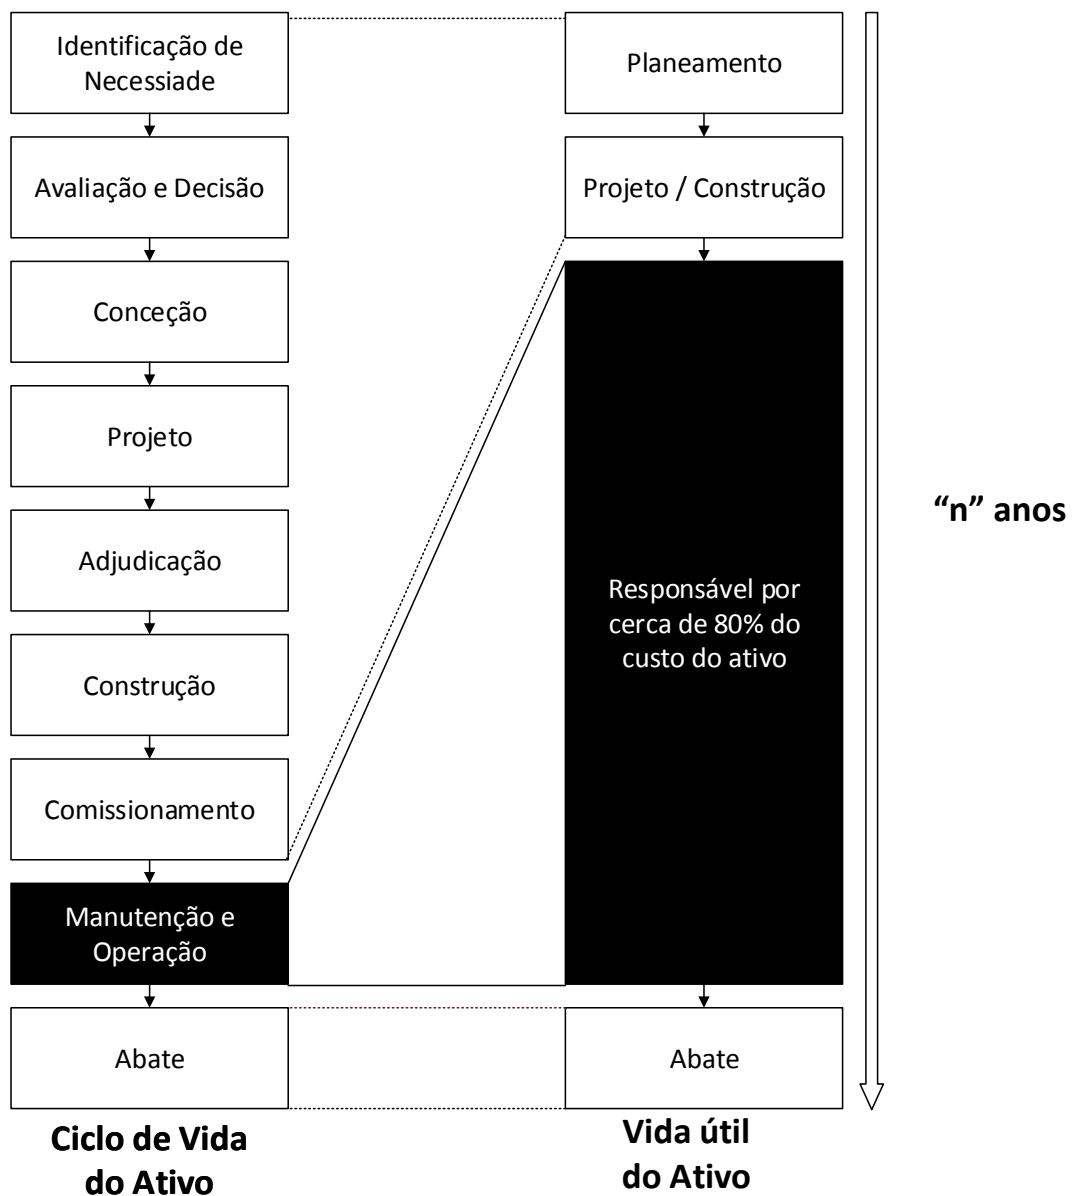 Identificação de
Necessiade
Avaliação e Decisão
Conceção
Projeto
Adjudicação
Construção
Comissionamento
Manutenção e
Operação
Abate
Ciclo de Vida
do Ativo
Planeamento
Projeto / Construção
Responsável por
cerca de 80% do
custo do ativo
Abate
Vida útil
do Ativo
“n” anos